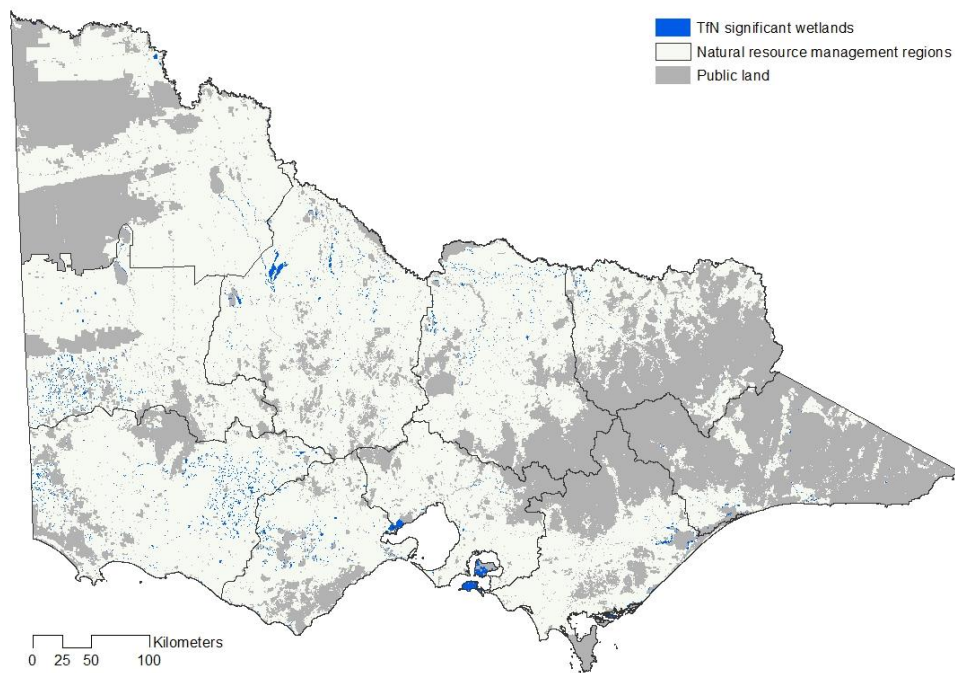 TfN significant wetlands
Natural resource management regions
Public land
Kilometers
0 25 50 100